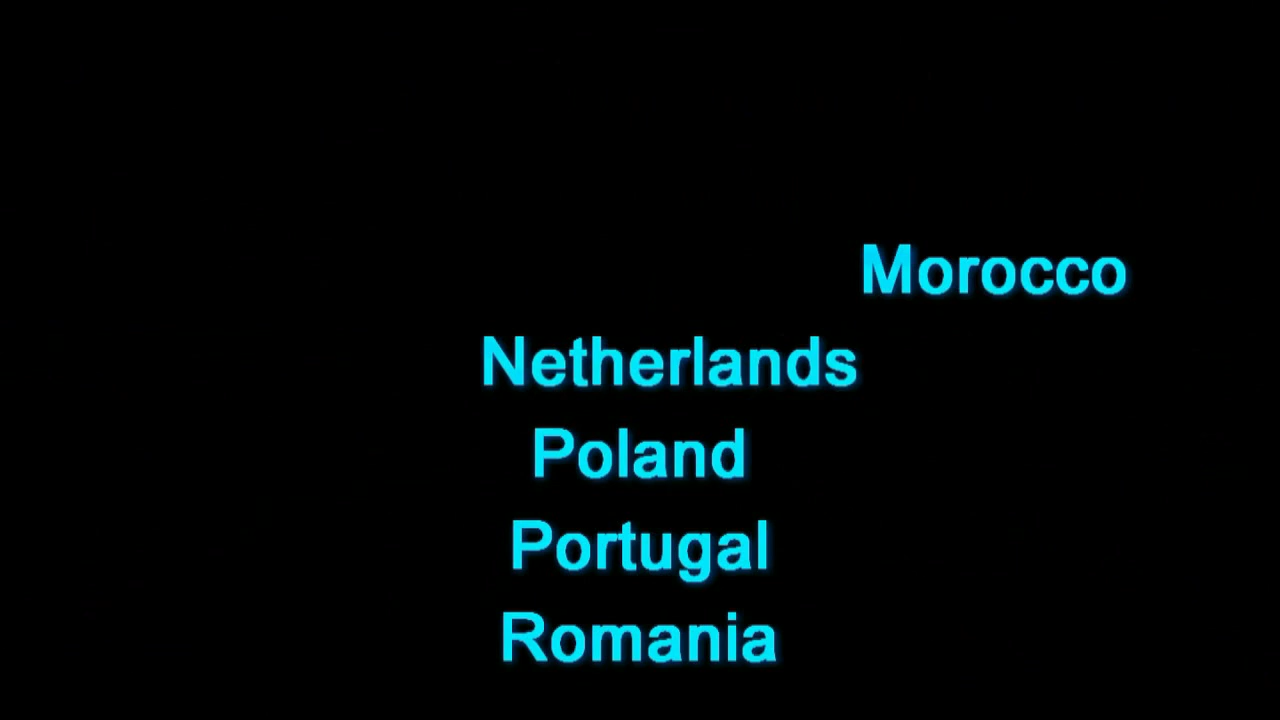 Morocco
Netherlands
Poland
Portugal
Romania